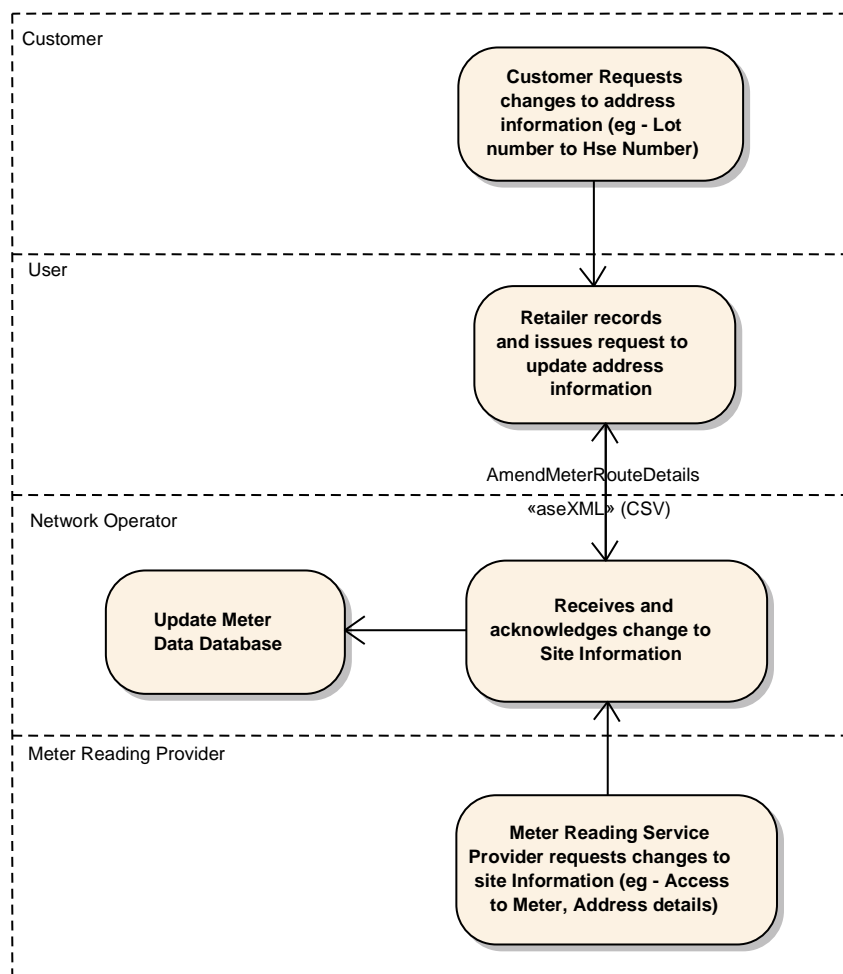 Customer
Customer Requests
changes to address
information (eg - Lot
number to Hse Number)
User
Retailer records
and issues request to
update address
information
AmendMeterRouteDetails
«aseXML» (CSV)
Network Operator
Update Meter
Data Database
Receives and
acknowledges change to
Site Information
Meter Reading Provider
Meter Reading Service
Provider requests changes to
site Information (eg - Access
to Meter, Address details)